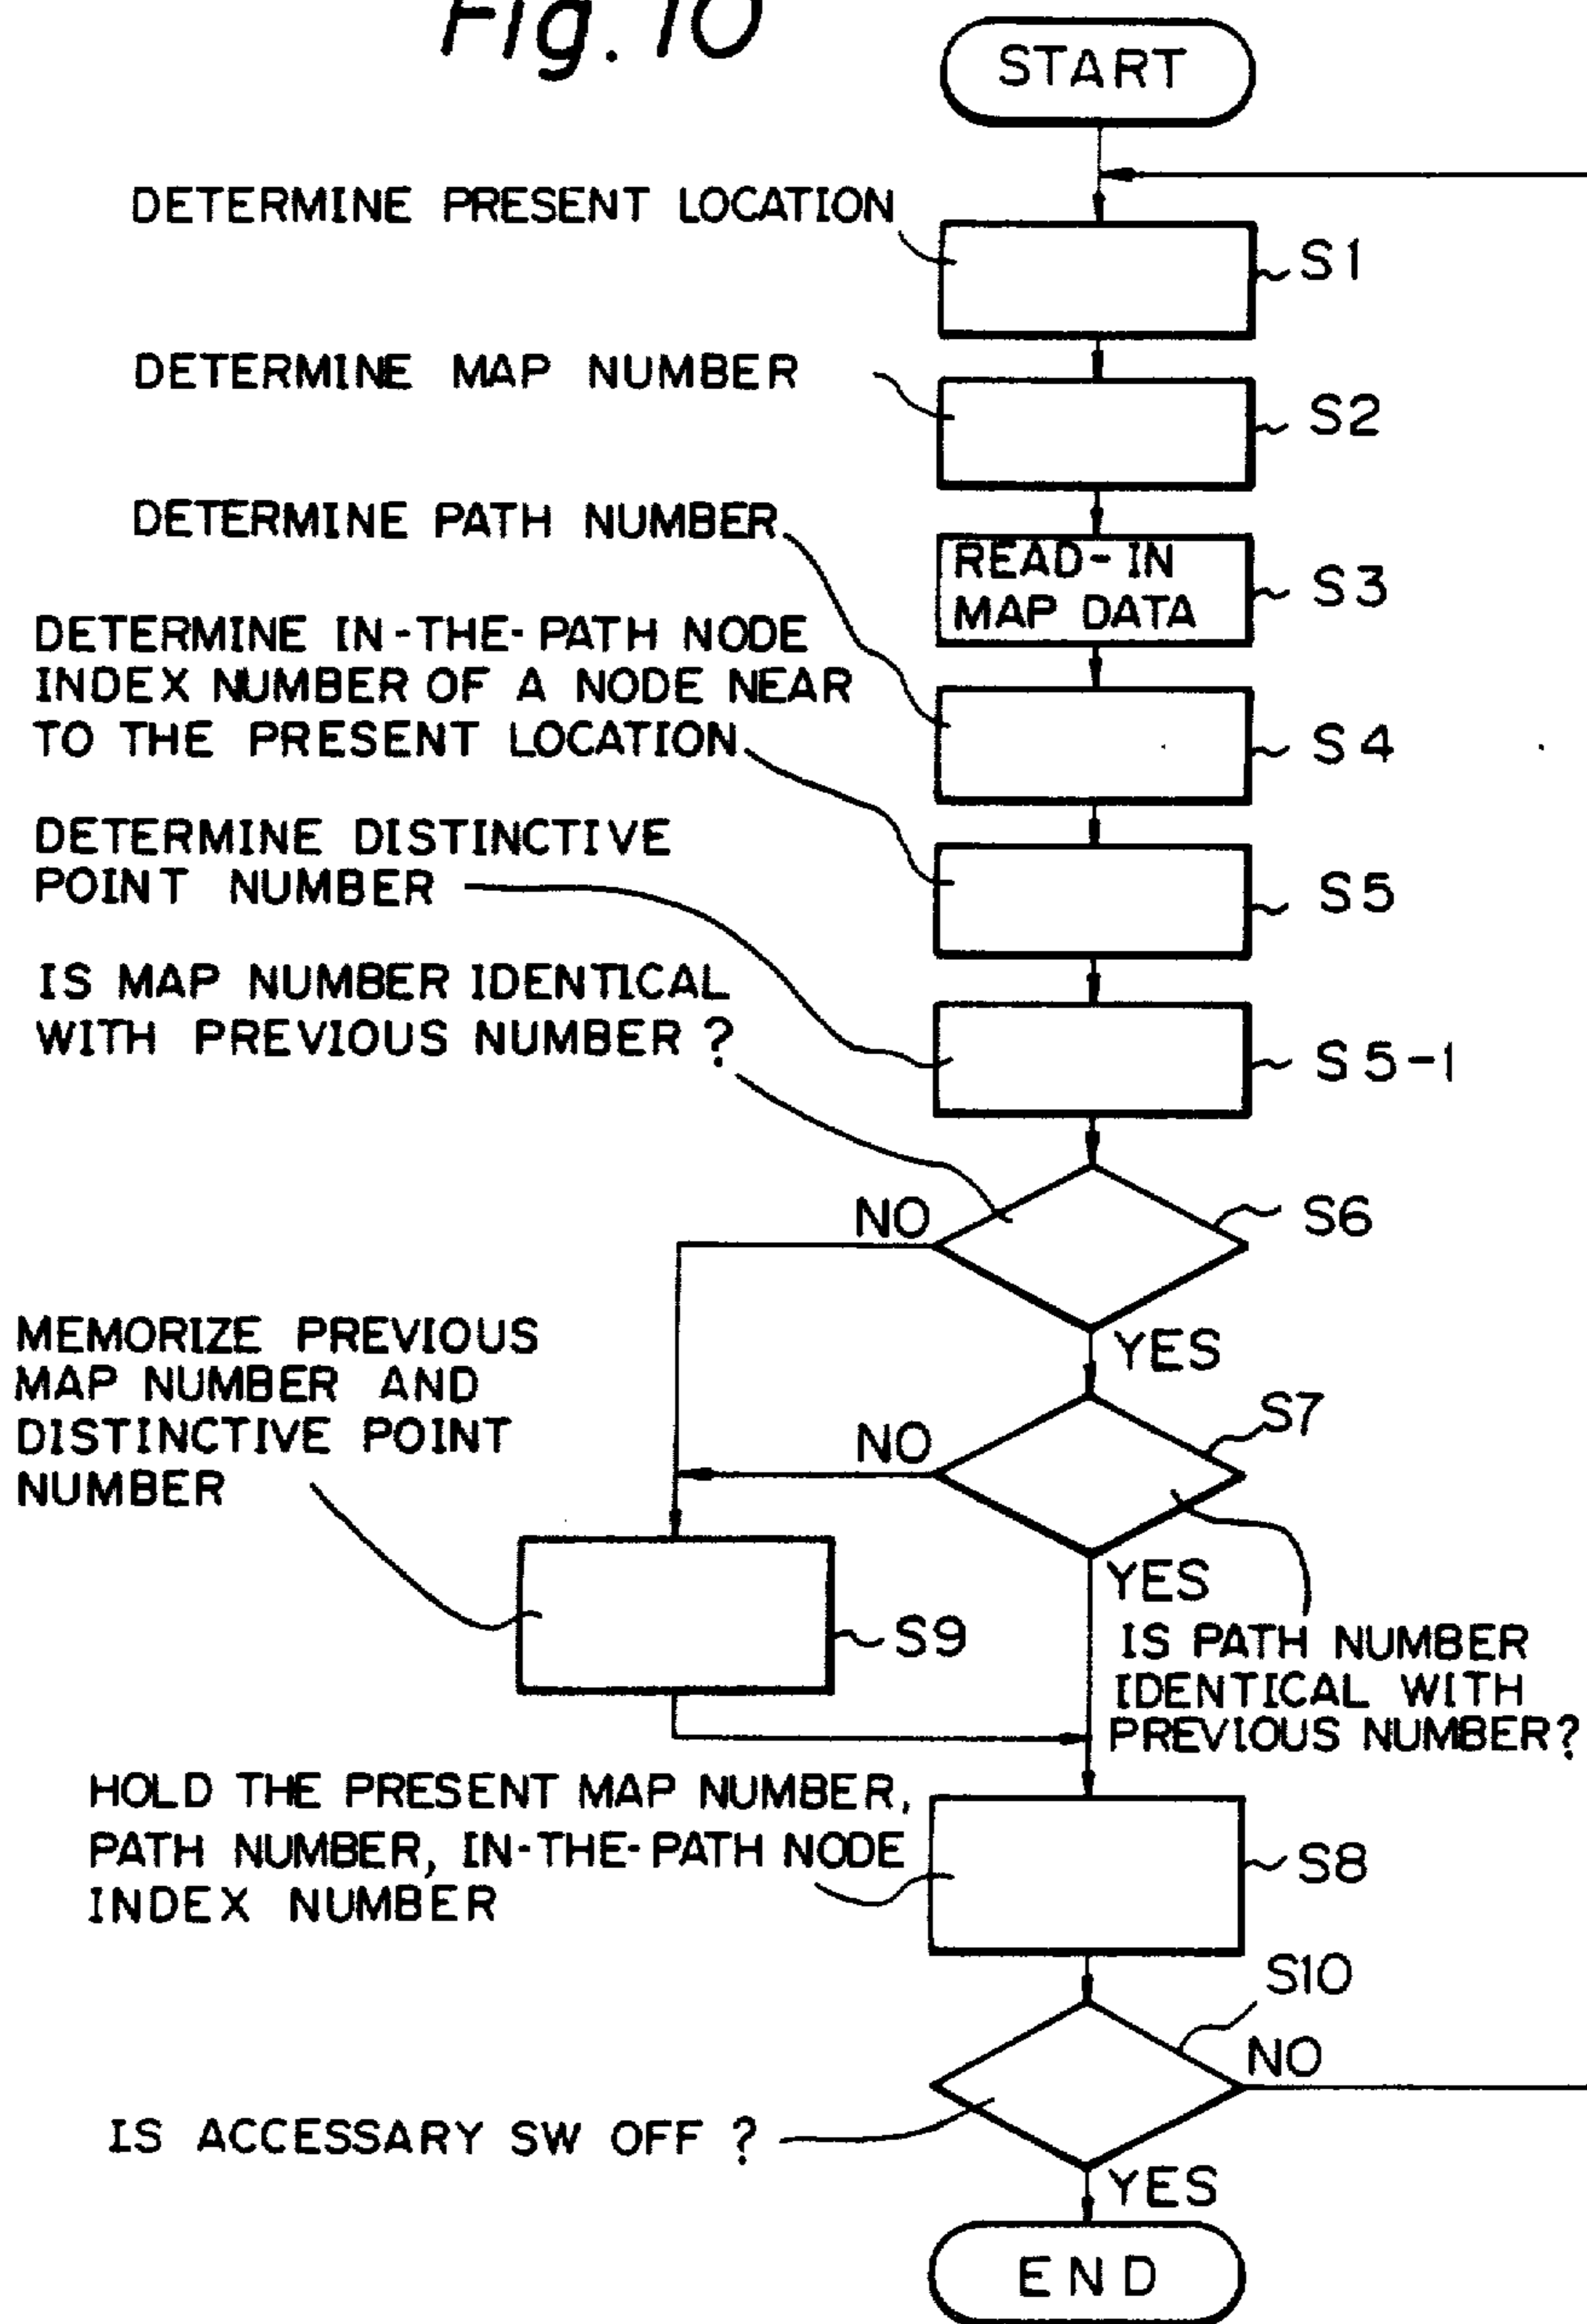 Fig. 10
START
DETERMINE PRESENT LOCATION
S1
DETERMINE MAP NUMBER
S2
DETERMINE PATH NUMBER
READ-IN
MAP DATA
S3
DETERMINE IN-THE-PATH NODE
INDEX NUMBER OF A NODE NEAR
TO THE PRESENT LOCATION
S4
DETERMINE DISTINCTIVE
POINT NUMBER
S5
IS MAP NUMBER IDENTICAL
WITH PREVIOUS NUMBER ?
S5-1
NO
S6
YES
MEMORIZE PREVIOUS
MAP NUMBER AND
DISTINCTIVE POINT
NUMBER
S7
NO
YES
S9
IS PATH NUMBER
IDENTICAL WITH
PREVIOUS NUMBER?
HOLD THE PRESENT MAP NUMBER,
PATH NUMBER, IN-THE-PATH NODE
INDEX NUMBER
S8
S10
NO
IS ACCESSARY SW OFF ?
YES
END